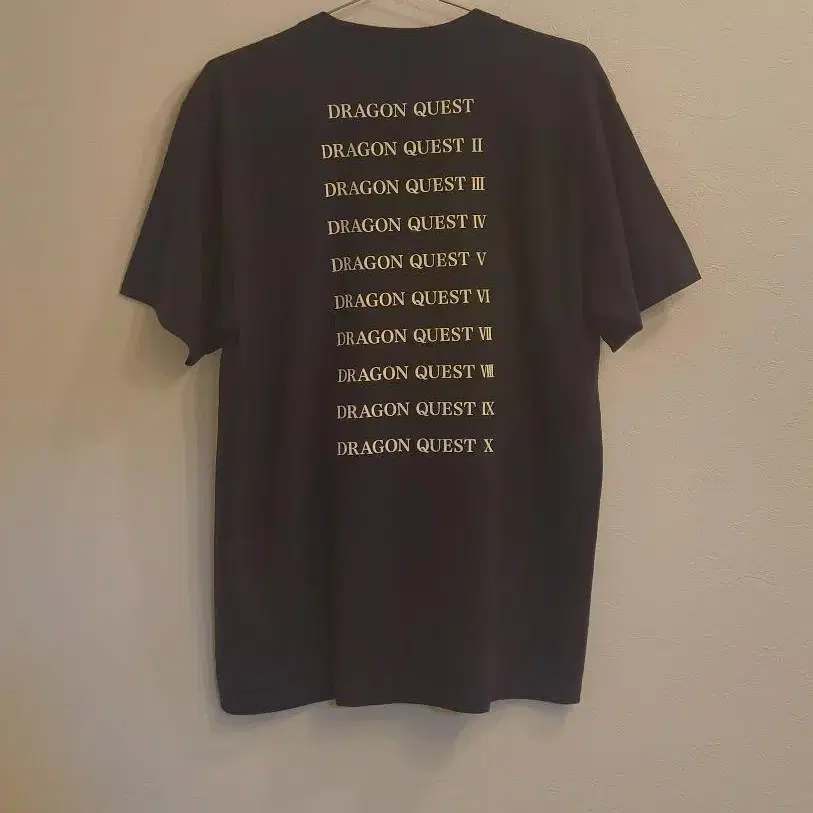 DRAGON QUEST
DRAGON QUEST II
DRAGON QUEST III
DRAGON QUEST IV
DRAGON QUEST V
DRAGON QUEST VI
DRAGON QUEST VII
DRAGON QUEST VIII
DRAGON QUEST IX
DRAGON QUEST X